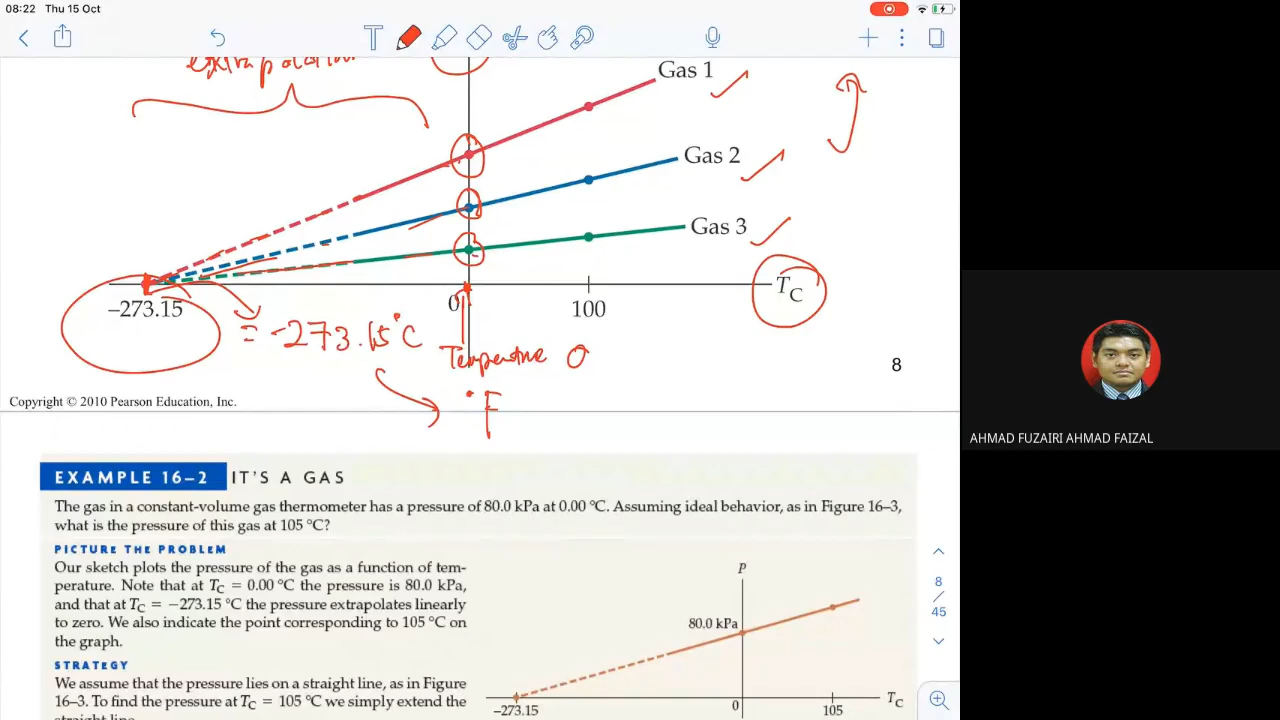 08:22 Thu 15 Oct
extrapolation
Gas 1
Gas 2
Gas 3
T_C
-273.15
0
100
= -273.15°C
Temperature 0
°F
8
Copyright © 2010 Pearson Education, Inc.
EXAMPLE 16–2 IT'S A GAS
The gas in a constant-volume gas thermometer has a pressure of 80.0 kPa at 0.00 °C. Assuming ideal behavior, as in Figure 16–3,
what is the pressure of this gas at 105 °C?
PICTURE THE PROBLEM
Our sketch plots the pressure of the gas as a function of tem-
perature. Note that at T_C = 0.00 °C the pressure is 80.0 kPa,
and that at T_C = −273.15 °C the pressure extrapolates linearly
to zero. We also indicate the point corresponding to 105 °C on
the graph.
STRATEGY
We assume that the pressure lies on a straight line, as in Figure
16–3. To find the pressure at T_C = 105 °C we simply extend the
straight line.
P
80.0 kPa
−273.15
0
105
T_C
8
/
45
AHMAD FUZAIRI AHMAD FAIZAL